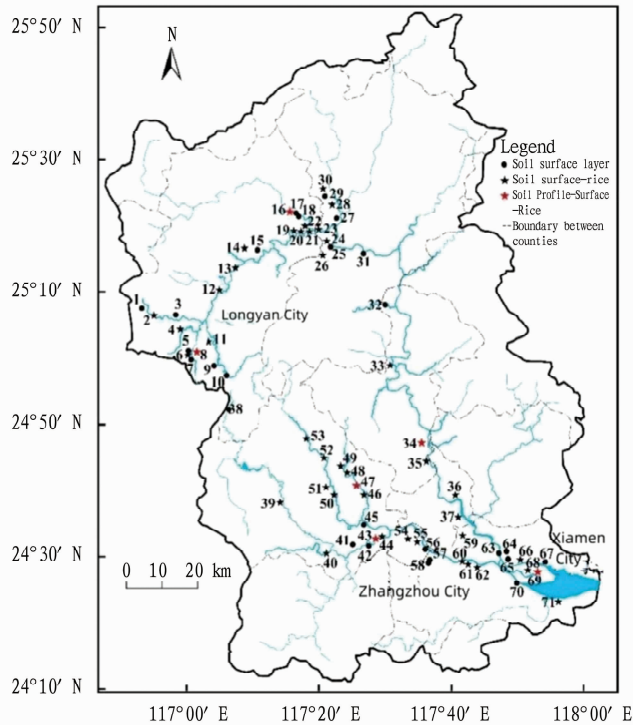 25°50′ N
N
25°30′ N
Legend
Soil surface layer
Soil surface-rice
Soil Profile-Surface
-Rice
Boundary between
counties
30
29
28
16 17 18
27
22
19 20 21 23
24
14 15
25
26
31
13
25°10′ N
12
1
2
3
32
Longyan City
4
11
5
6 8
7
9
10
33
24°50′ N
38
53
34
52
49
35
48
51
47
50
46
36
39
37
45
Xiamen
City
41
43
54
55
59
64
24°30′ N
40
42
44
56
57
58
60
63
66
67
61
62
65
68
69
0 10 20 km
Zhangzhou City
70
71
24°10′ N
117°00′ E 117°20′ E 117°40′ E 118°00′ E